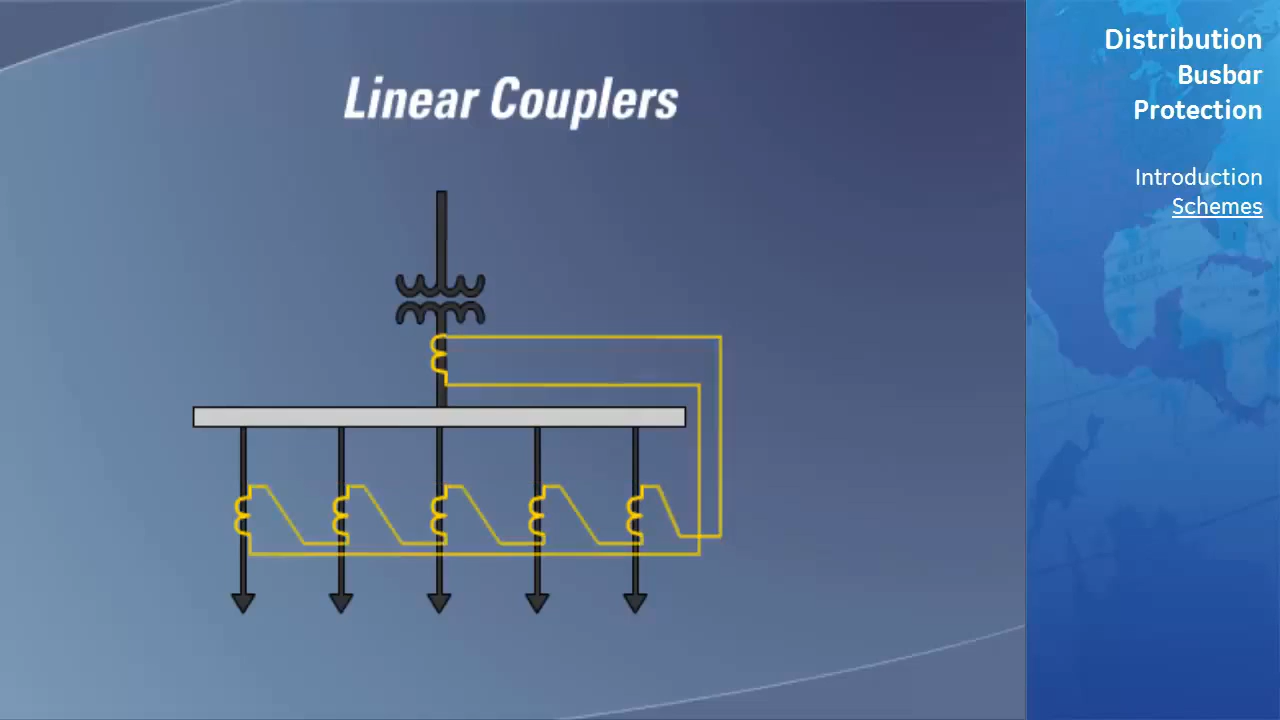 Linear Couplers
Distribution
Busbar
Protection
Introduction
Schemes